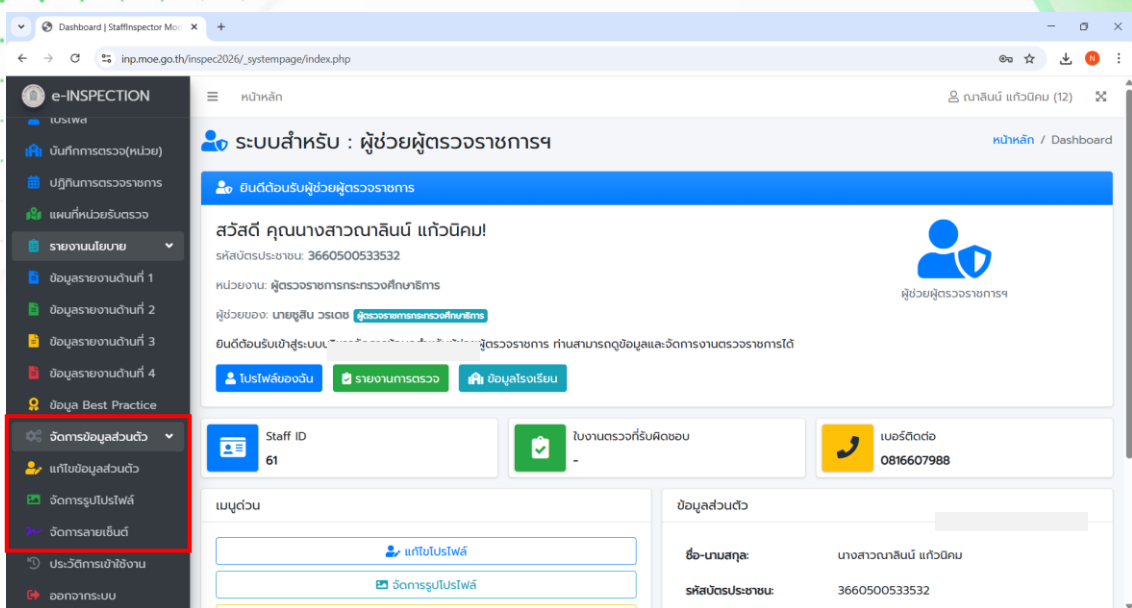 Dashboard | StaffInspector Mo
inp.moe.go.th/inspec2026/_systempage/index.php
N
e-INSPECTION
หน้าหลัก
ณาลินน์ แก้วนิคม (12)
โปรไฟล์
บันทึกการตรวจ(หน่วย)
ปฏิทินการตรวจราชการ
แผนที่หน่วยรับตรวจ
รายงานนโยบาย
ข้อมูลรายงานด้านที่ 1
ข้อมูลรายงานด้านที่ 2
ข้อมูลรายงานด้านที่ 3
ข้อมูลรายงานด้านที่ 4
ข้อมูล Best Practice
จัดการข้อมูลส่วนตัว
แก้ไขข้อมูลส่วนตัว
จัดการรูปโปรไฟล์
จัดการลายเซ็นต์
ประวัติการเข้าใช้งาน
ออกจากระบบ
ระบบสำหรับ : ผู้ช่วยผู้ตรวจราชการฯ
หน้าหลัก / Dashboard
ยินดีต้อนรับผู้ช่วยผู้ตรวจราชการ
สวัสดี คุณนางสาวณาลินน์ แก้วนิคม!
รหัสบัตรประชาชน: 3660500533532
หน่วยงาน: ผู้ตรวจราชการกระทรวงศึกษาธิการ
ผู้ช่วยของ: นายชูสิน วรเดช ผู้ตรวจราชการกระทรวงศึกษาธิการ
ยินดีต้อนรับเข้าสู่ระบบ ผู้ตรวจราชการ ท่านสามารถดูข้อมูลและจัดการงานตรวจราชการได้
ผู้ช่วยผู้ตรวจราชการฯ
โปรไฟล์ของฉัน
รายงานการตรวจ
ข้อมูลโรงเรียน
Staff ID
61
ใบงานตรวจที่รับผิดชอบ
-
เบอร์ติดต่อ
0816607988
เมนูด่วน
แก้ไขโปรไฟล์
จัดการรูปโปรไฟล์
ข้อมูลส่วนตัว
ชื่อ-นามสกุล: นางสาวณาลินน์ แก้วนิคม
รหัสบัตรประชาชน: 3660500533532